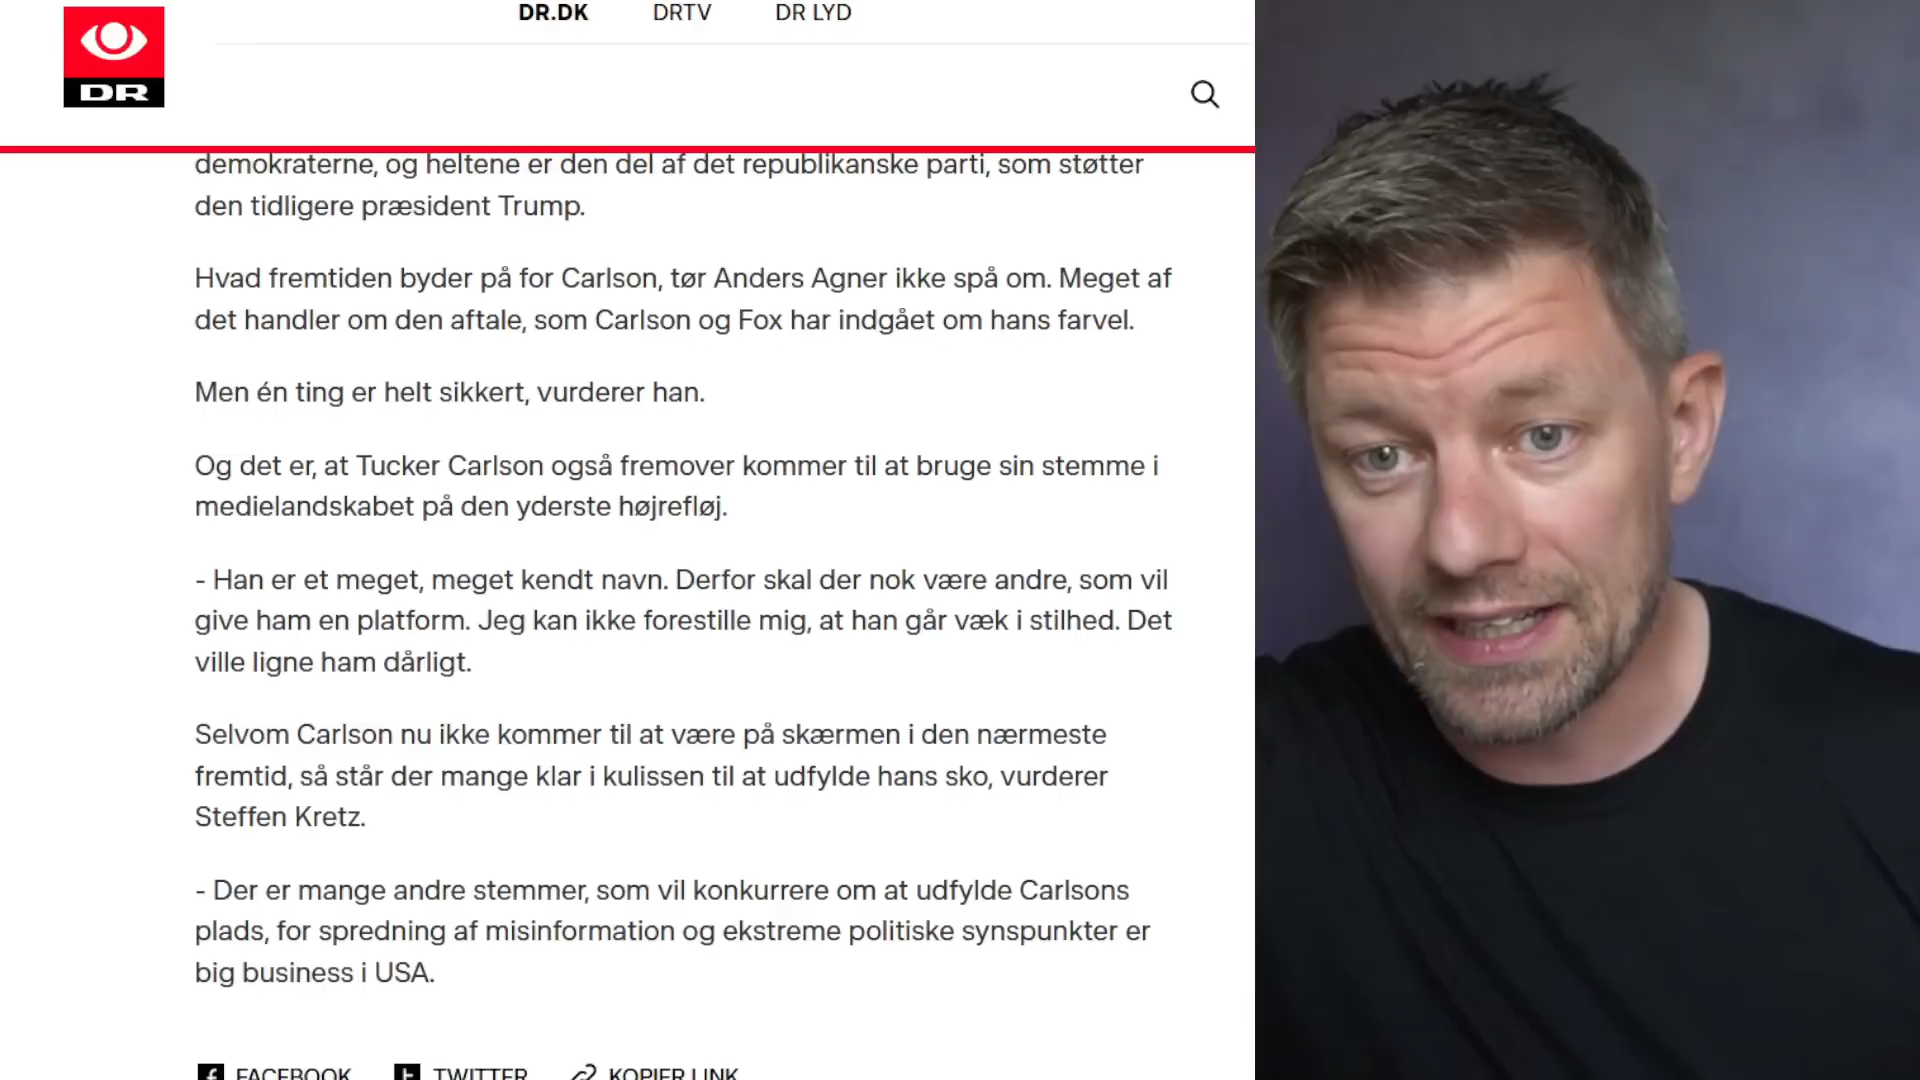 DR.DK DRTV DR LYD
DR
demokraterne, og heltene er den del af det republikanske parti, som støtter
den tidligere præsident Trump.
Hvad fremtiden byder på for Carlson, tør Anders Agner ikke spå om. Meget af
det handler om den aftale, som Carlson og Fox har indgået om hans farvel.
Men én ting er helt sikkert, vurderer han.
Og det er, at Tucker Carlson også fremover kommer til at bruge sin stemme i
medielandskabet på den yderste højrefløj.
- Han er et meget, meget kendt navn. Derfor skal der nok være andre, som vil
give ham en platform. Jeg kan ikke forestille mig, at han går væk i stilhed. Det
ville ligne ham dårligt.
Selvom Carlson nu ikke kommer til at være på skærmen i den nærmeste
fremtid, så står der mange klar i kulissen til at udfylde hans sko, vurderer
Steffen Kretz.
- Der er mange andre stemmer, som vil konkurrere om at udfylde Carlsons
plads, for spredning af misinformation og ekstreme politiske synspunkter er
big business i USA.
FACEBOOK TWITTER KOPIER LINK